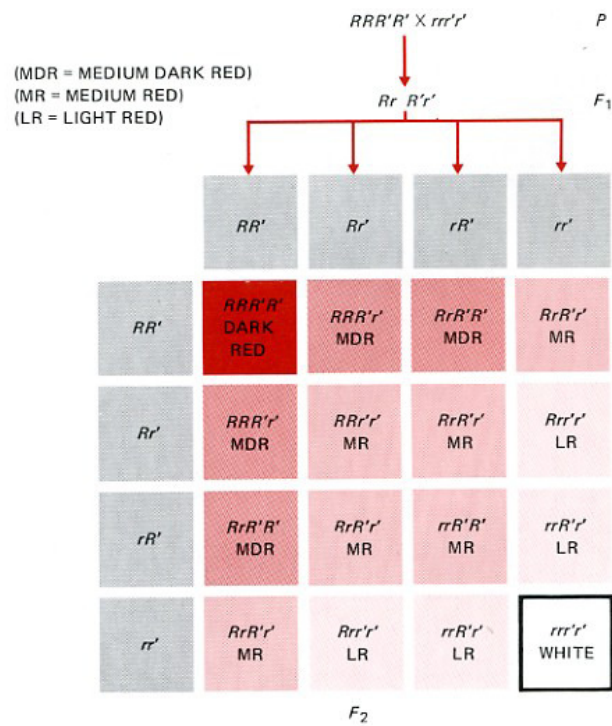 RRR'R' X rrr'r' P
(MDR = MEDIUM DARK RED)
(MR = MEDIUM RED)
(LR = LIGHT RED)
Rr R'r' F₁
RR' Rr' rR' rr'
RR' RRR'R' DARK RED RRR'r' MDR RrR'R' MDR RrR'r' MR
Rr' RRR'r' MDR RRr'r' MR RrR'r' MR Rrr'r' LR
rR' RrR'R' MDR RrR'r' MR rrR'R' MR rrR'r' LR
rr' RrR'r' MR Rrr'r' LR rrR'r' LR rrr'r' WHITE
F₂